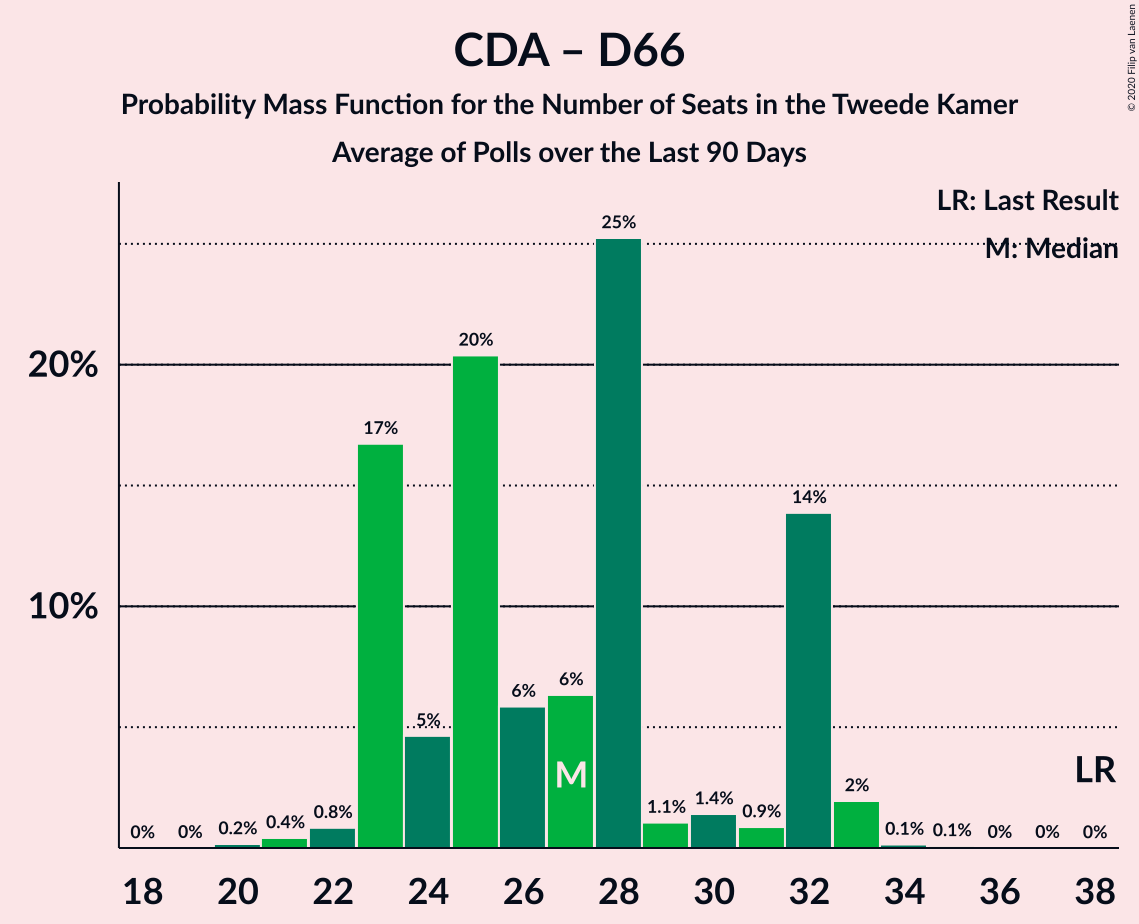 CDA – D66
Probability Mass Function for the Number of Seats in the Tweede Kamer
Average of Polls over the Last 90 Days
© 2020 Filip van Laenen
LR: Last Result
M: Median
20%
10%
0%
0%
0.2%
0.4%
0.8%
17%
5%
20%
6%
6%
25%
1.1%
1.4%
0.9%
14%
2%
0.1%
0.1%
0%
0%
0%
M
LR
18 20 22 24 26 28 30 32 34 36 38